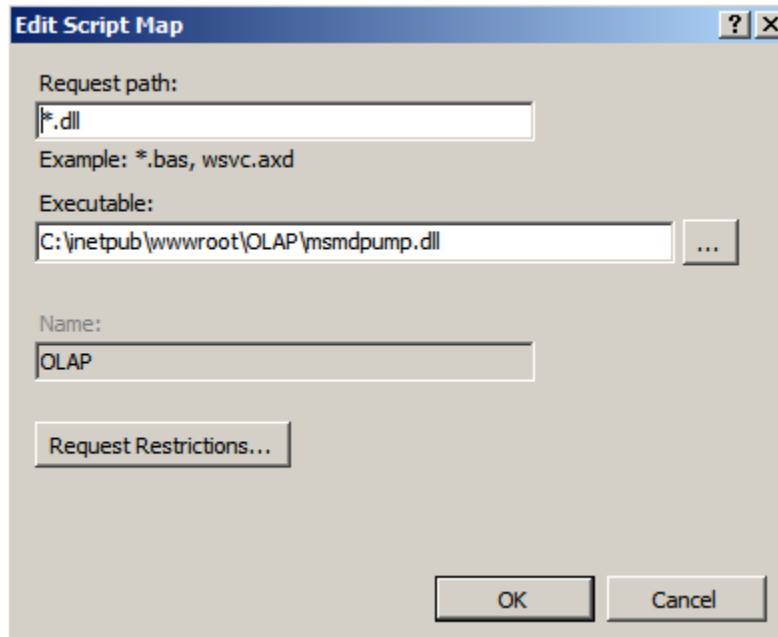 Edit Script Map
Request path:
*.dll
Example: *.bas, wsvc.axd
Executable:
C:\inetpub\wwwroot\OLAP\msmdpump.dll
...
Name:
OLAP
Request Restrictions...
OK
Cancel